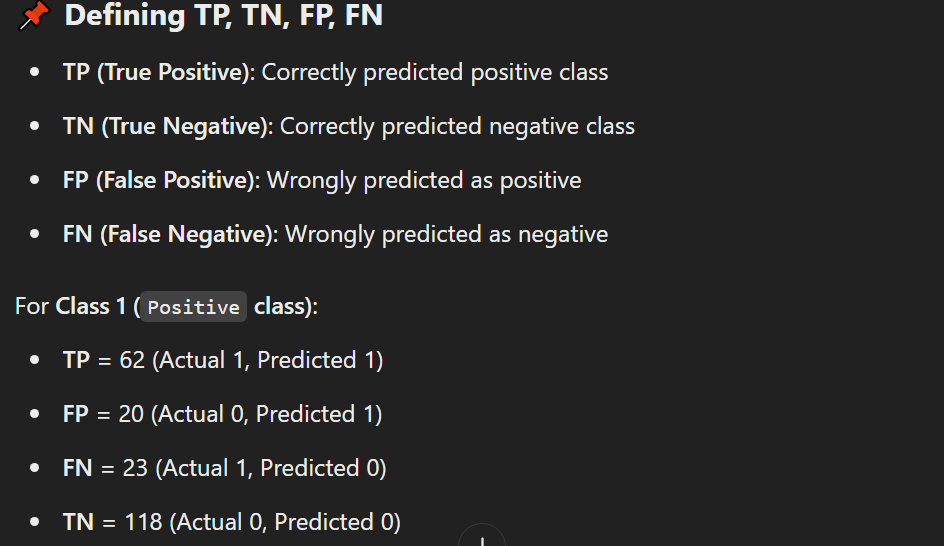 📌 Defining TP, TN, FP, FN
• TP (True Positive): Correctly predicted positive class
• TN (True Negative): Correctly predicted negative class
• FP (False Positive): Wrongly predicted as positive
• FN (False Negative): Wrongly predicted as negative
For Class 1 (Positive class):
• TP = 62 (Actual 1, Predicted 1)
• FP = 20 (Actual 0, Predicted 1)
• FN = 23 (Actual 1, Predicted 0)
• TN = 118 (Actual 0, Predicted 0)